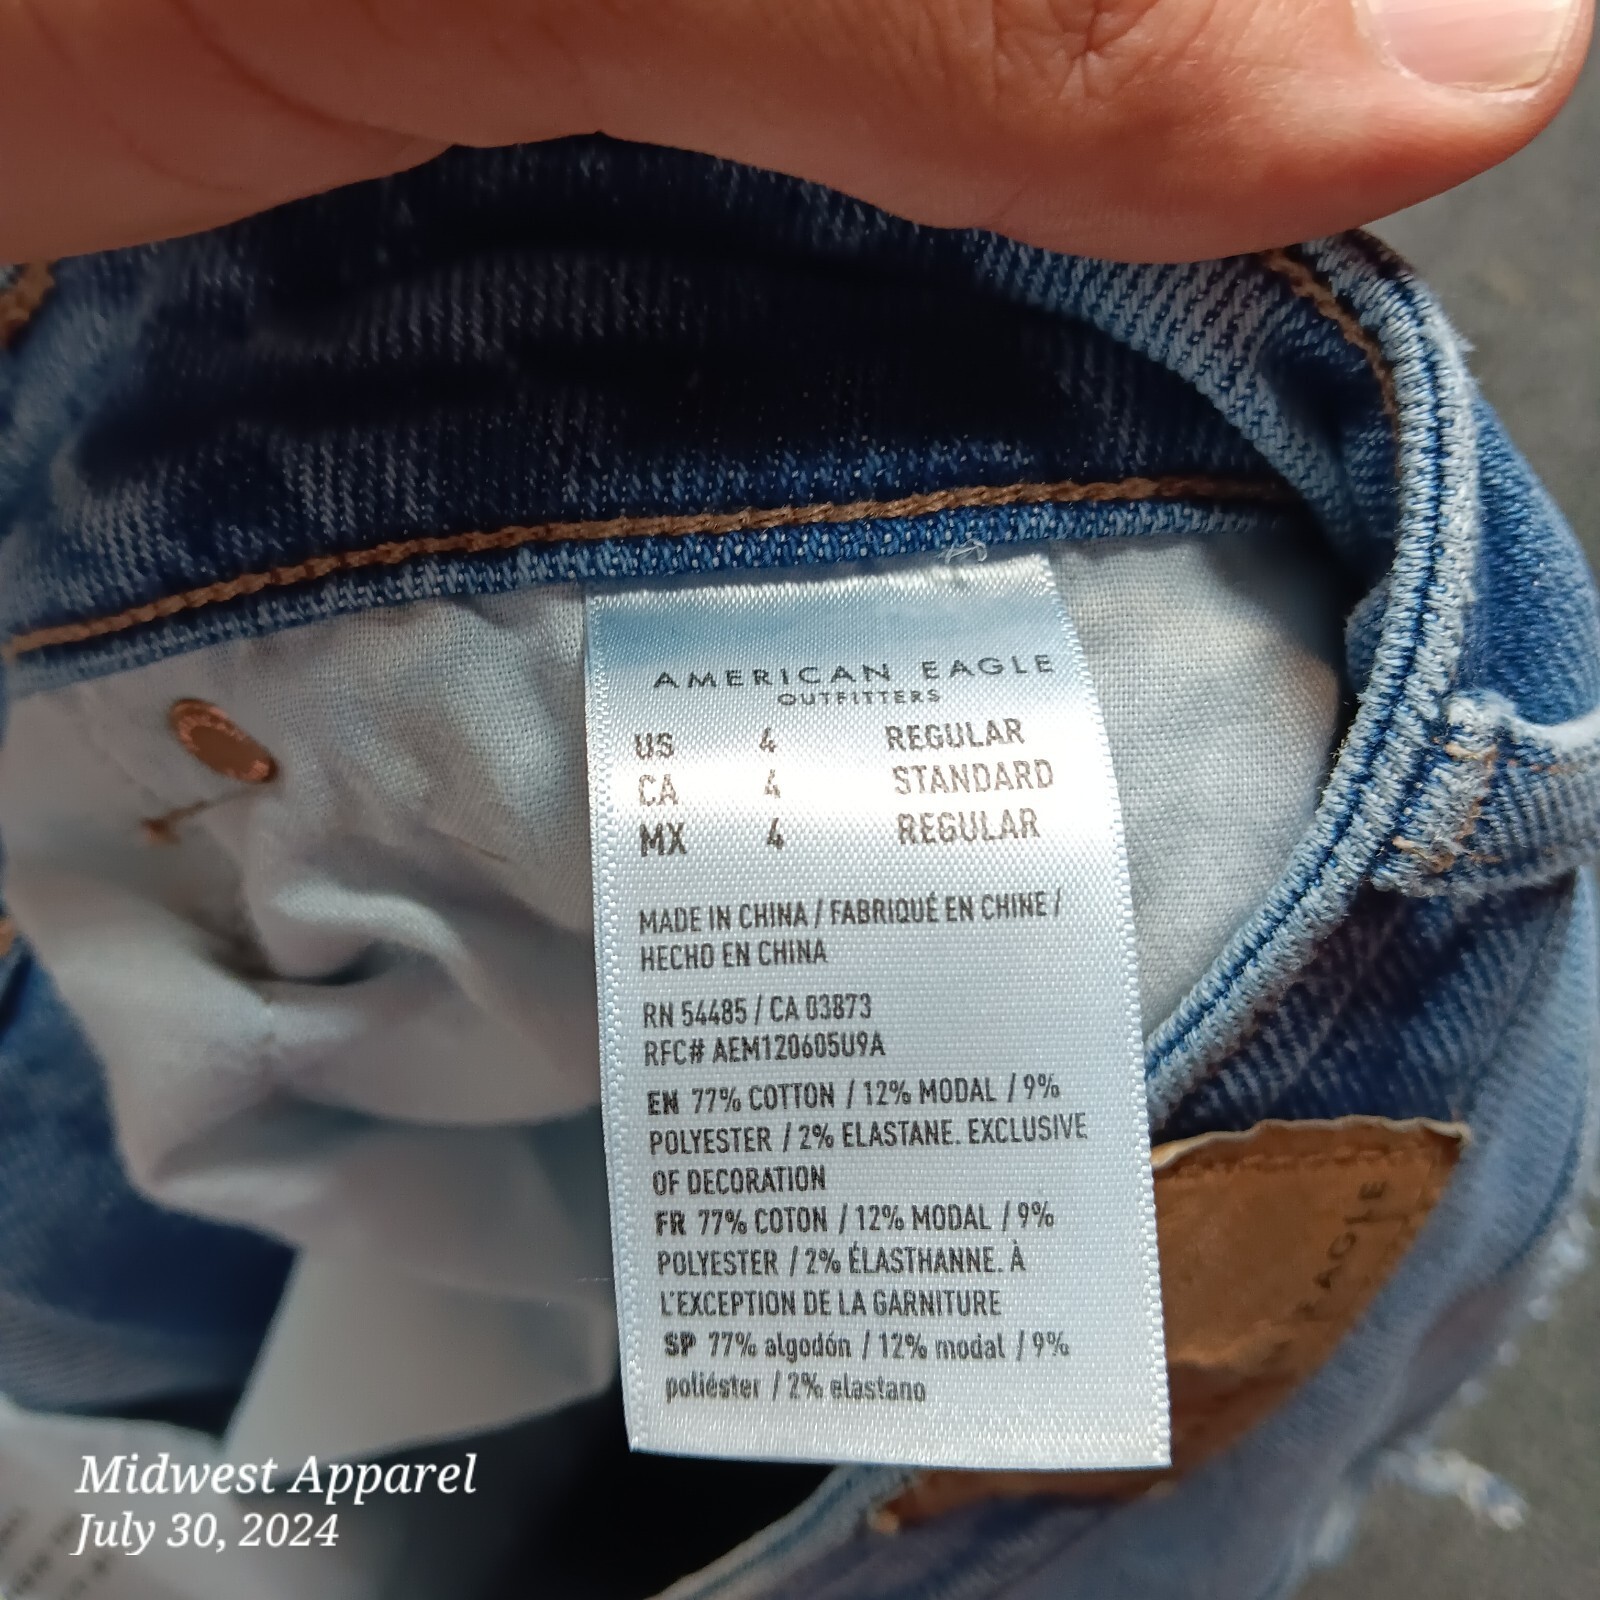 AMERICAN EAGLE
OUTFITTERS
US 4 REGULAR
CA 4 STANDARD
MX 4 REGULAR
MADE IN CHINA / FABRIQUÉ EN CHINE /
HECHO EN CHINA
RN 54485 / CA 03873
RFC# AEM120605U9A
EN 77% COTTON / 12% MODAL / 9%
POLYESTER / 2% ELASTANE. EXCLUSIVE
OF DECORATION
FR 77% COTON / 12% MODAL / 9%
POLYESTER / 2% ÉLASTHANNE. À
L'EXCEPTION DE LA GARNITURE
SP 77% algodón / 12% modal / 9%
poliéster / 2% elastano
EAGLE
Midwest Apparel
July 30, 2024